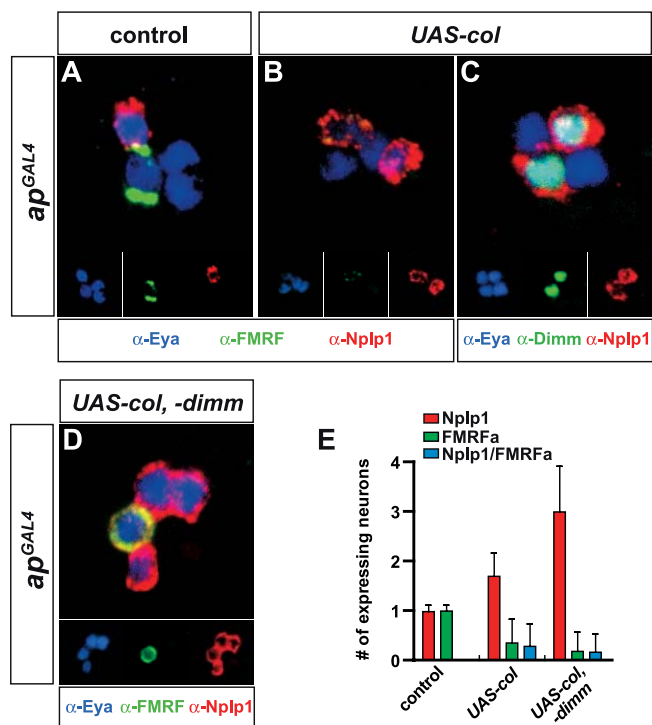 control
UAS-col
A
B
C
ap^GAL4
α-Eya α-FMRF α-Nplp1
α-Eya α-Dimm α-Nplp1
UAS-col, -dimm
D
ap^GAL4
α-Eya α-FMRF α-Nplp1
E
Nplp1
FMRFa
Nplp1/FMRFa
# of expressing neurons
4
3
2
1
0
control
UAS-col
UAS-col,
-dimm